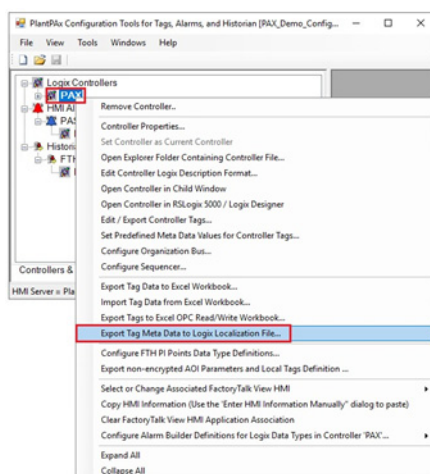 PlantPAx Configuration Tools for Tags, Alarms, and Historian [PAX_Demo_Config...
File View Tools Windows Help
Logix Controllers
PAX
HMI Al
PAS
Histori
FTH
Controllers &
HMI Server = Pla
Remove Controller..
Controller Properties...
Set Controller as Current Controller
Open Explorer Folder Containing Controller File...
Edit Controller Logix Description Format...
Open Controller in Child Window
Open Controller in RSLogix 5000 / Logix Designer
Edit / Export Controller Tags...
Set Predefined Meta Data Values for Controller Tags...
Configure Organization Bus...
Configure Sequencer...
Export Tag Data to Excel Workbook...
Import Tag Data from Excel Workbook...
Export Tags to Excel OPC Read/Write Workbook...
Export Tag Meta Data to Logix Localization File...
Configure FTH PI Points Data Type Definitions...
Export non-encrypted AOI Parameters and Local Tags Definition ...
Select or Change Associated FactoryTalk View HMI
Copy HMI Information (Use the 'Enter HMI Information Manually" dialog to paste)
Clear FactoryTalk View HMI Application Association
Configure Alarm Builder Definitions for Logix Data Types in Controller 'PAX'...
Expand All
Collapse All